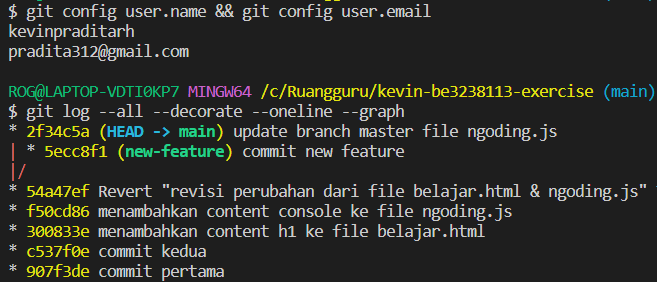 $ git config user.name && git config user.email
kevinpraditarh
pradita312@gmail.com
ROG@LAPTOP-VDTI0KP7 MINGW64 /c/Ruangguru/kevin-be3238113-exercise (main)
$ git log --all --decorate --oneline --graph
* 2f34c5a (HEAD -> main) update branch master file ngoding.js
| * 5ecc8f1 (new-feature) commit new feature
|/
* 54a47ef Revert "revisi perubahan dari file belajar.html & ngoding.js"
* f50cd86 menambahkan content console ke file ngoding.js
* 300833e menambahkan content h1 ke file belajar.html
* c537f0e commit kedua
* 907f3de commit pertama